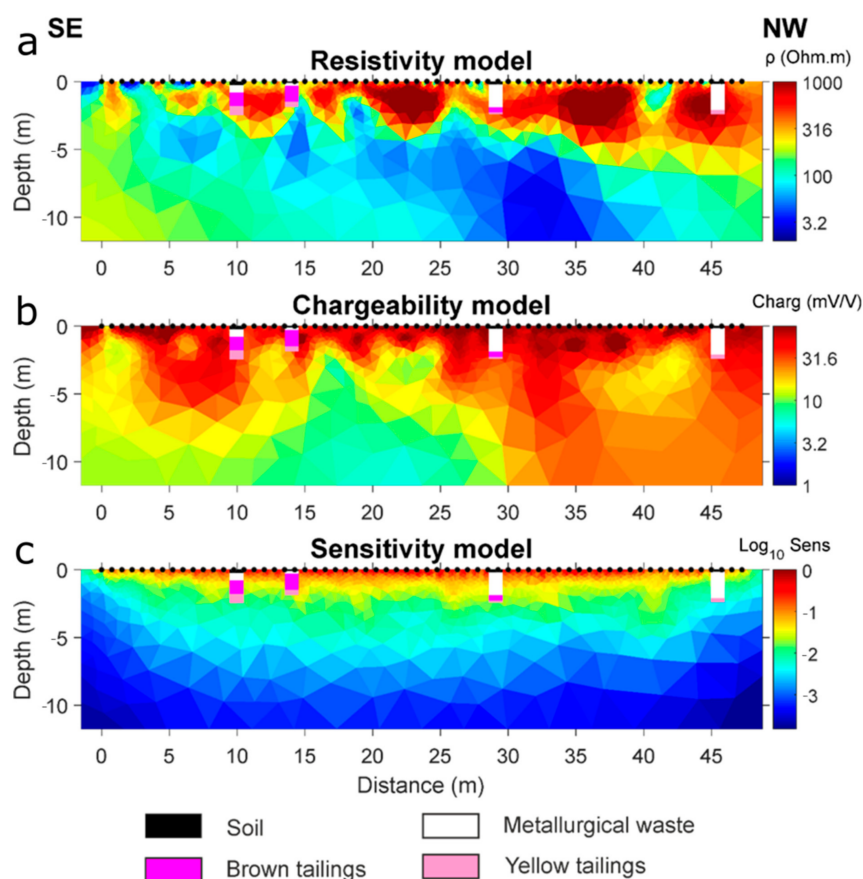 SE NW
a
Resistivity model
ρ (Ohm.m)
0 1000
316
-5
100
-10 3.2
Depth (m)
0 5 10 15 20 25 30 35 40 45
b
Chargeability model
Charg (mV/V)
0
31.6
-5
10
3.2
-10
1
Depth (m)
0 5 10 15 20 25 30 35 40 45
c
Sensitivity model
Log10 Sens
0 0
-1
-5
-2
-10 -3
Depth (m)
0 5 10 15 20 25 30 35 40 45
Distance (m)
Soil Metallurgical waste
Brown tailings Yellow tailings